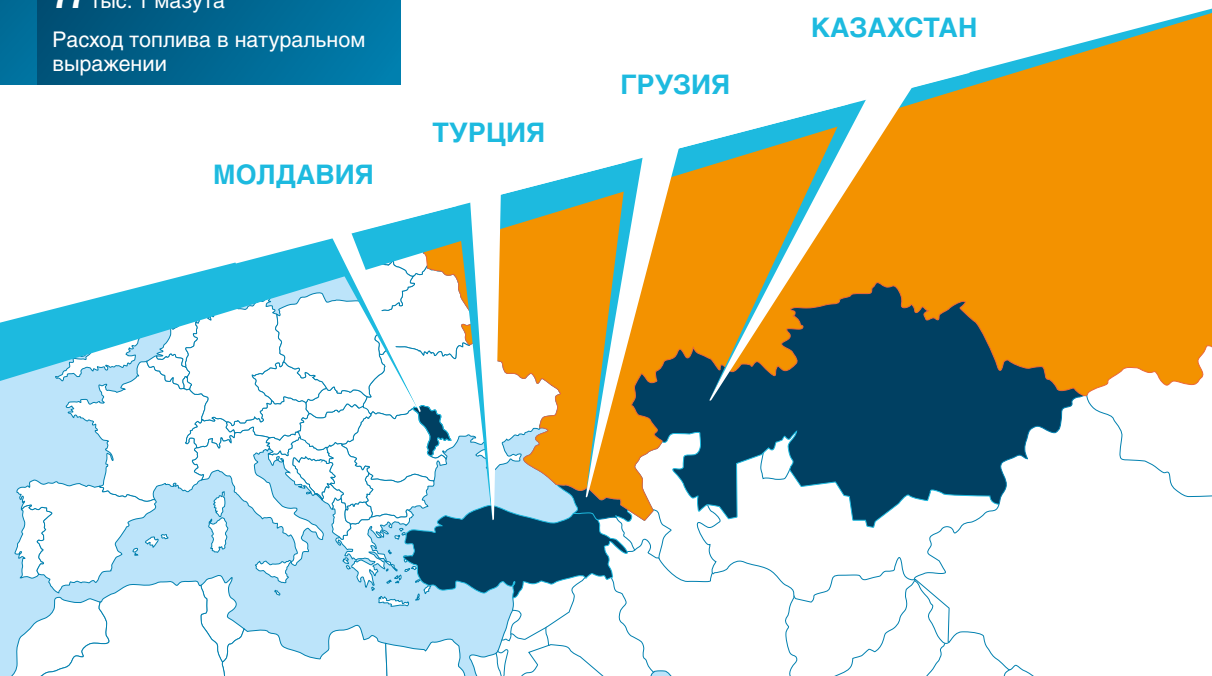 тыс. т мазута
Расход топлива в натуральном
выражении
КАЗАХСТАН
ГРУЗИЯ
ТУРЦИЯ
МОЛДАВИЯ